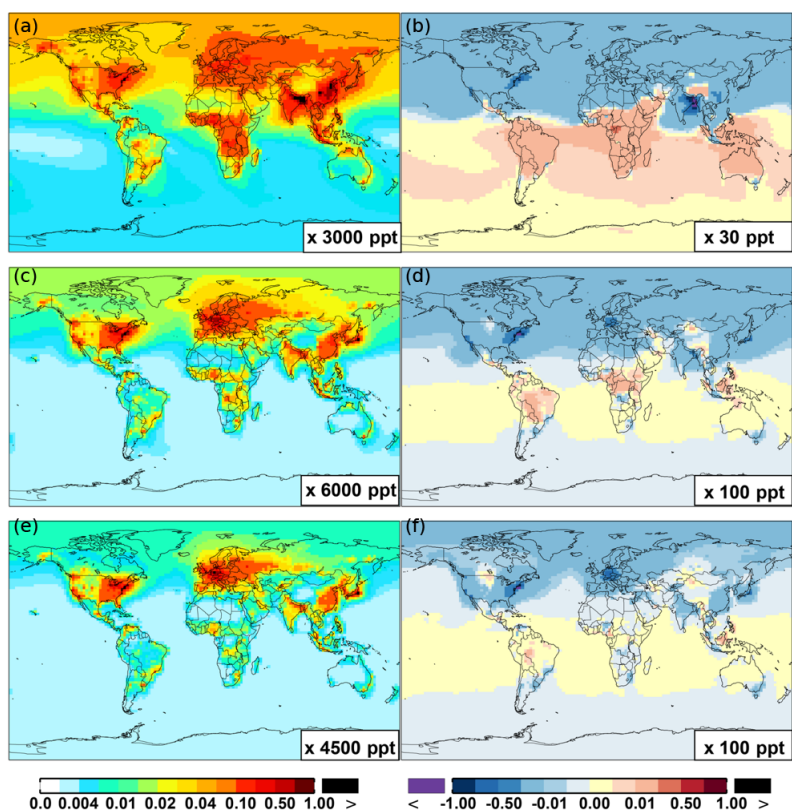 (a)
(b)
x 3000 ppt
x 30 ppt
(c)
(d)
x 6000 ppt
x 100 ppt
(e)
(f)
x 4500 ppt
x 100 ppt
0.0 0.004 0.01 0.02 0.04 0.10 0.50 1.00 >
< -1.00 -0.50 -0.01 0.00 0.01 0.50 1.00 >